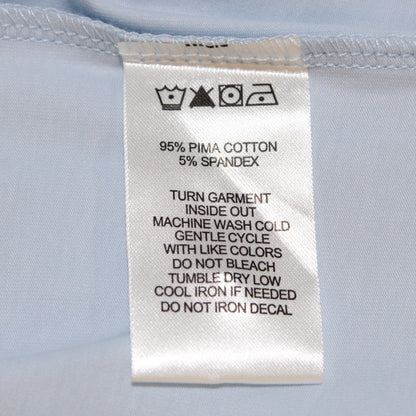 95% PIMA COTTON
5% SPANDEX
TURN GARMENT
INSIDE OUT
MACHINE WASH COLD
GENTLE CYCLE
WITH LIKE COLORS
DO NOT BLEACH
TUMBLE DRY LOW
COOL IRON IF NEEDED
DO NOT IRON DECAL